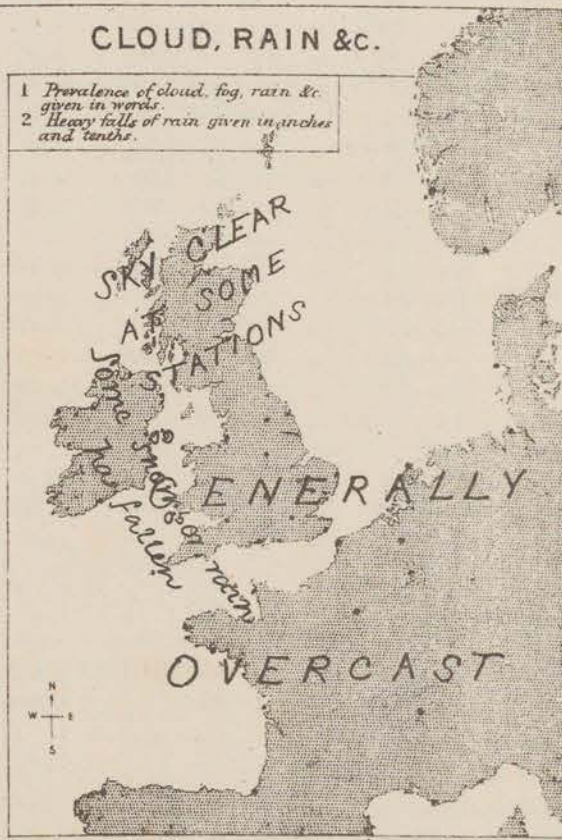 CLOUD, RAIN &c.
1 Prevalence of cloud, fog, rain &c.
given in words.
2 Heavy falls of rain given in inches
and tenths.
SKY CLEAR
AT SOME
STATIONS
Some snow or rain
has fallen
GENERALLY
OVERCAST
N
W E
S